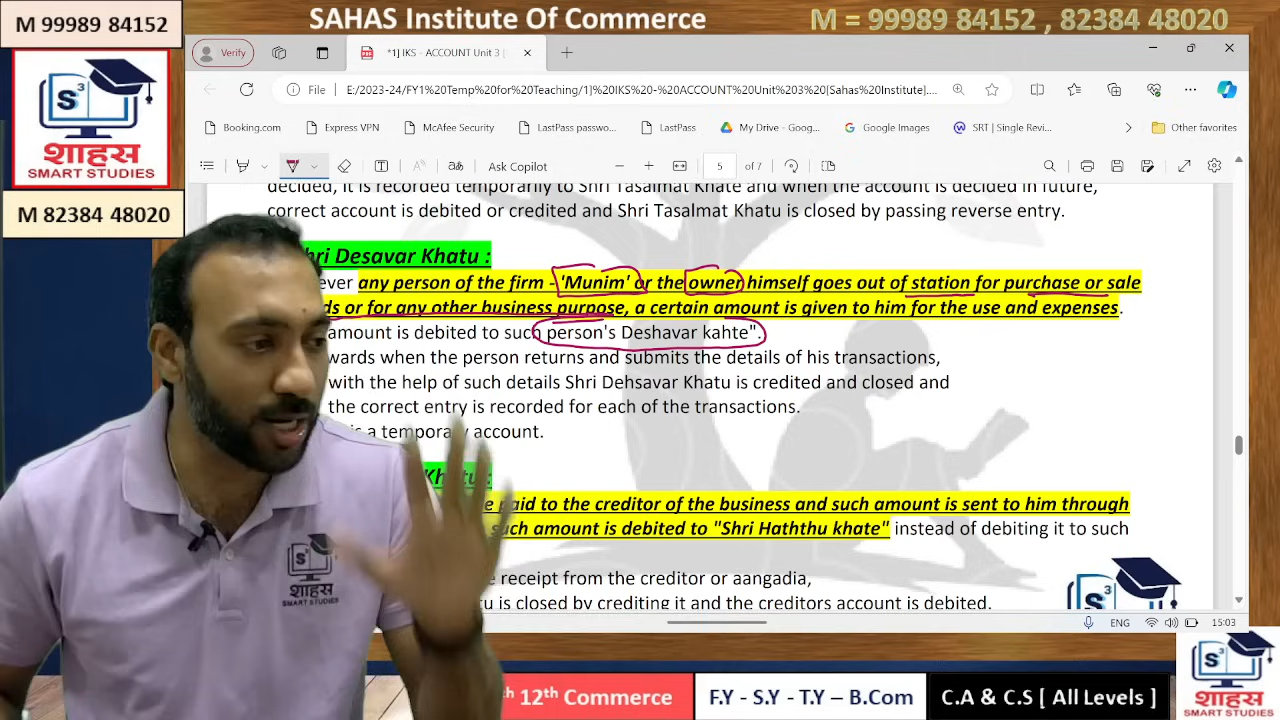 M 99989 84152
SAHAS Institute Of Commerce
M = 99989 84152 , 82384 48020
S³
शाहस
SMART STUDIES
M 82384 48020
Verify
*1] IKS - ACCOUNT Unit 3 [
File
E:/2023-24/FY1%20Temp%20for%20Teaching/1]%20IKS%20-%20ACCOUNT%20Unit%203%20[Sahas%20Institute]....
Booking.com
Express VPN
McAfee Security
LastPass passwo...
LastPass
My Drive - Goog...
Google Images
SRT | Single Revi...
Other favorites
Ask Copilot
5
of 7
decided, it is recorded temporarily to Shri Tasalmat Khate and when the account is decided in future,
correct account is debited or credited and Shri Tasalmat Khatu is closed by passing reverse entry.
hri Desavar Khatu :
ever any person of the firm - 'Munim' or the owner himself goes out of station for purchase or sale
ds or for any other business purpose, a certain amount is given to him for the use and expenses.
amount is debited to such person's Deshavar kahte".
wards when the person returns and submits the details of his transactions,
with the help of such details Shri Dehsavar Khatu is credited and closed and
the correct entry is recorded for each of the transactions.
is a temporary account.
Khatu :
e paid to the creditor of the business and such amount is sent to him through
such amount is debited to "Shri Haththu khate" instead of debiting it to such
e receipt from the creditor or aangadia,
tu is closed by crediting it and the creditors account is debited.
S³
शाहस
SMART STUDIES
ENG
15:03
th 12th Commerce
F.Y - S.Y - T.Y – B.Com
C.A & C.S [ All Levels ]
S³
शाहस
SMART STUDIES